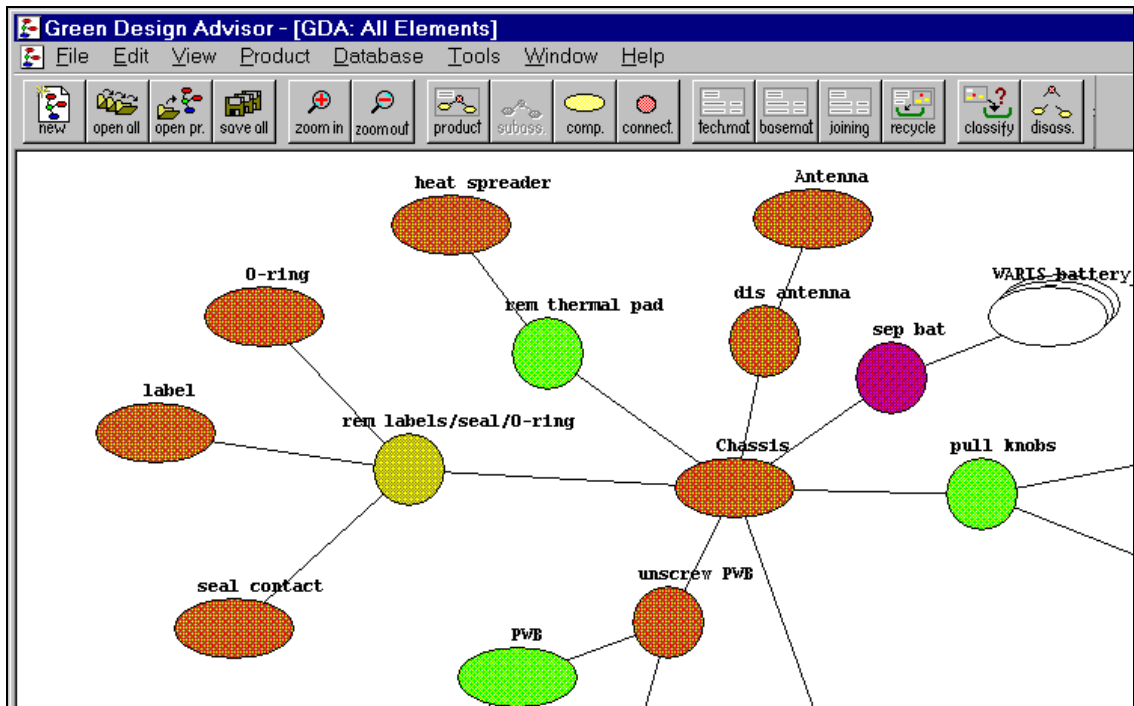 Green Design Advisor - [GDA: All Elements]
File Edit View Product Database Tools Window Help
new open all open pr. save all zoom in zoom out product subass. comp. connect. tech.mat basemat joining recycle classify disass.
heat spreader
Antenna
O-ring
rem thermal pad
dis antenna
WARIS battery
sep bat
label
rem labels/seal/O-ring
Chassis
pull knobs
seal contact
unscrew PWB
PWB